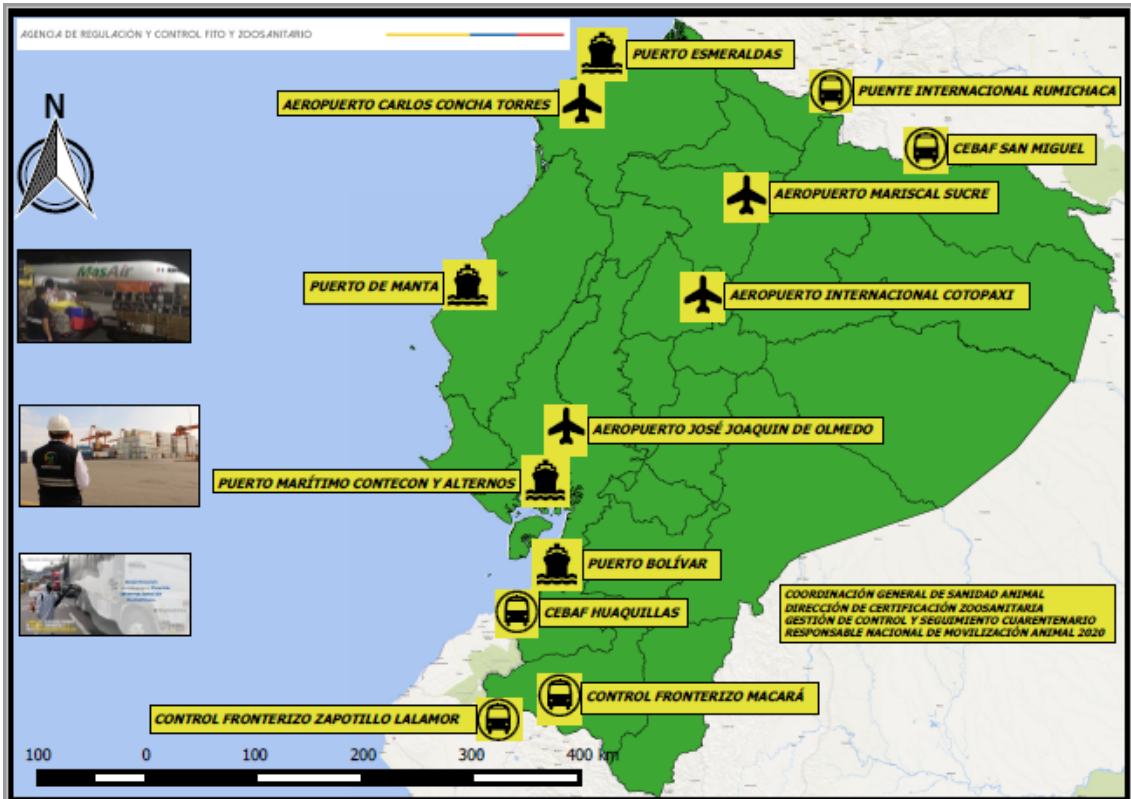 AGENCIA DE REGULACIÓN Y CONTROL FITO Y ZOOSANITARIO
PUERTO ESMERALDAS
AEROPUERTO CARLOS CONCHA TORRES
PUENTE INTERNACIONAL RUMICHACA
N
CEBAF SAN MIGUEL
AEROPUERTO MARISCAL SUCRE
MasAir
PUERTO DE MANTA
AEROPUERTO INTERNACIONAL COTOPAXI
AEROPUERTO JOSÉ JOAQUIN DE OLMEDO
PUERTO MARÍTIMO CONTECON Y ALTERNOS
PUERTO BOLÍVAR
CEBAF HUAQUILLAS
COORDINACIÓN GENERAL DE SANIDAD ANIMAL
DIRECCIÓN DE CERTIFICACIÓN ZOOSANITARIA
GESTIÓN DE CONTROL Y SEGUIMIENTO CUARENTENARIO
RESPONSABLE NACIONAL DE MOVILIZACIÓN ANIMAL 2020
CONTROL FRONTERIZO MACARÁ
CONTROL FRONTERIZO ZAPOTILLO LALAMOR
100 0 100 200 300 400 km